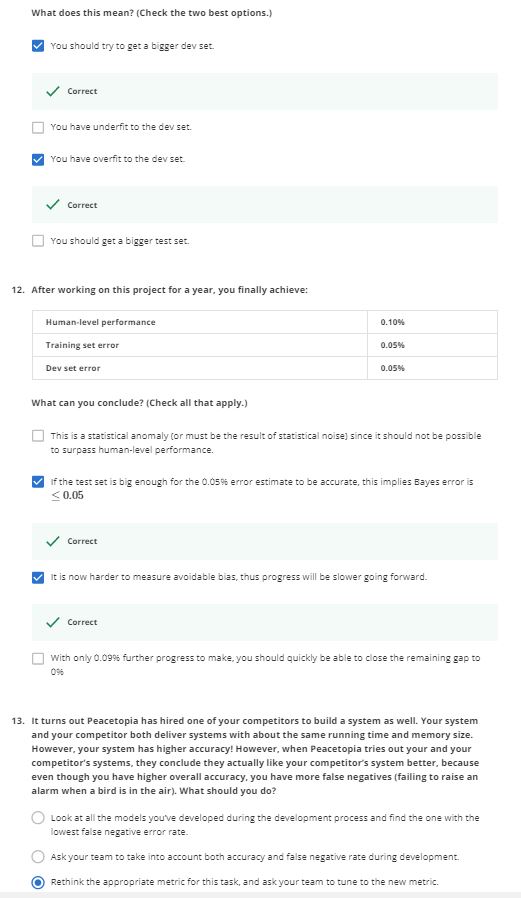 What does this mean? (Check the two best options.)
You should try to get a bigger dev set.
Correct
You have underfit to the dev set.
You have overfit to the dev set.
Correct
You should get a bigger test set.
12. After working on this project for a year, you finally achieve:
Human-level performance 0.10%
Training set error 0.05%
Dev set error 0.05%
What can you conclude? (Check all that apply.)
This is a statistical anomaly (or must be the result of statistical noise) since it should not be possible
to surpass human-level performance.
If the test set is big enough for the 0.05% error estimate to be accurate, this implies Bayes error is
≤ 0.05
Correct
It is now harder to measure avoidable bias, thus progress will be slower going forward.
Correct
With only 0.09% further progress to make, you should quickly be able to close the remaining gap to
0%
13. It turns out Peacetopia has hired one of your competitors to build a system as well. Your system
and your competitor both deliver systems with about the same running time and memory size.
However, your system has higher accuracy! However, when Peacetopia tries out your and your
competitor's systems, they conclude they actually like your competitor's system better, because
even though you have higher overall accuracy, you have more false negatives (failing to raise an
alarm when a bird is in the air). What should you do?
Look at all the models you've developed during the development process and find the one with the
lowest false negative error rate.
Ask your team to take into account both accuracy and false negative rate during development.
Rethink the appropriate metric for this task, and ask your team to tune to the new metric.